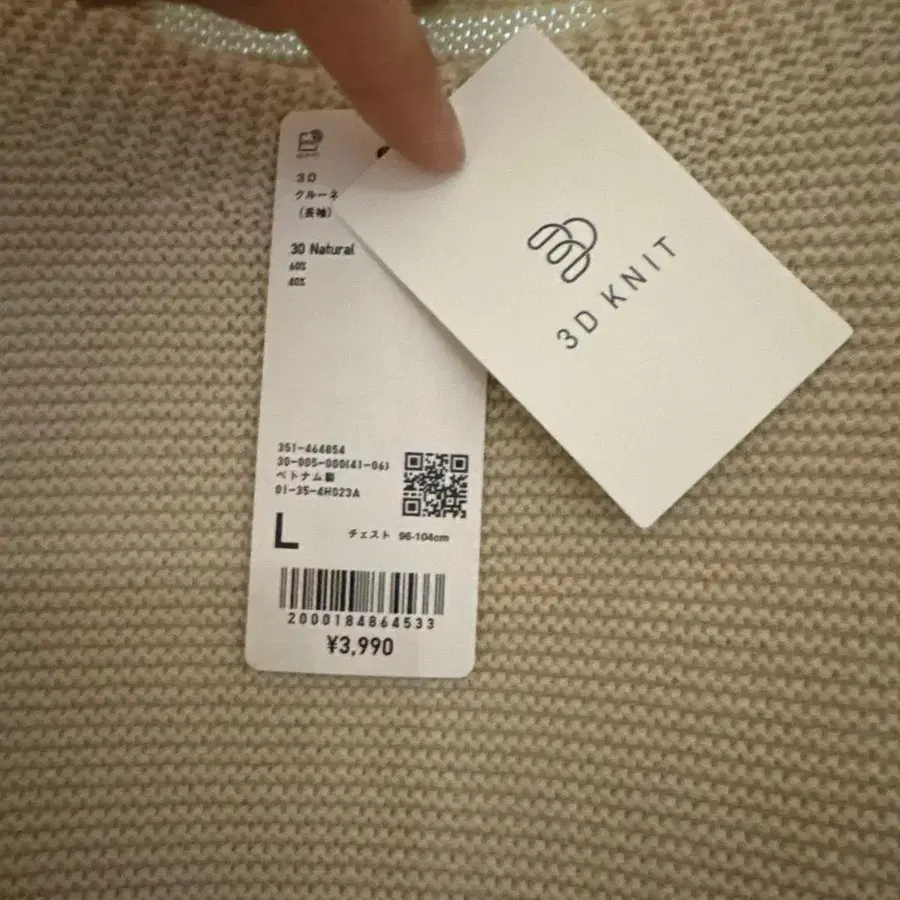 3D
クルーネ
(長袖)
30 Natural
60%
40%
351-464854
30-005-000(41-06)
ベトナム製
01-35-4H023A
L
チェスト 96-104cm
2000184864533
¥3,990
3D KNIT